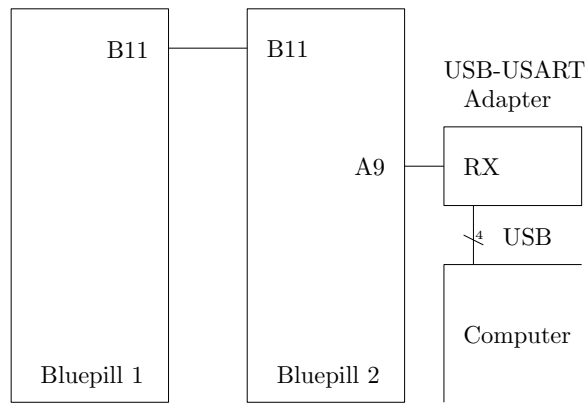 B11
B11
USB-USART
Adapter
A9
RX
4
USB
Computer
Bluepill 1
Bluepill 2